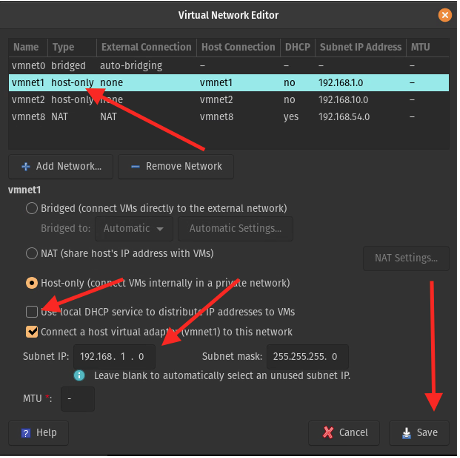 Virtual Network Editor
Name Type External Connection Host Connection DHCP Subnet IP Address MTU
vmnet0 bridged auto-bridging – – – –
vmnet1 host-only none vmnet1 no 192.168.1.0 –
vmnet2 host-only none vmnet2 no 192.168.10.0 –
vmnet8 NAT NAT vmnet8 yes 192.168.54.0 –
+ Add Network... − Remove Network
vmnet1
Bridged (connect VMs directly to the external network)
Bridged to: Automatic Automatic Settings...
NAT (share host's IP address with VMs)
NAT Settings...
Host-only (connect VMs internally in a private network)
Use local DHCP service to distribute IP addresses to VMs
Connect a host virtual adapter (vmnet1) to this network
Subnet IP: 192.168. 1 . 0 Subnet mask: 255.255.255. 0
Leave blank to automatically select an unused subnet IP.
MTU *: -
Help Cancel Save